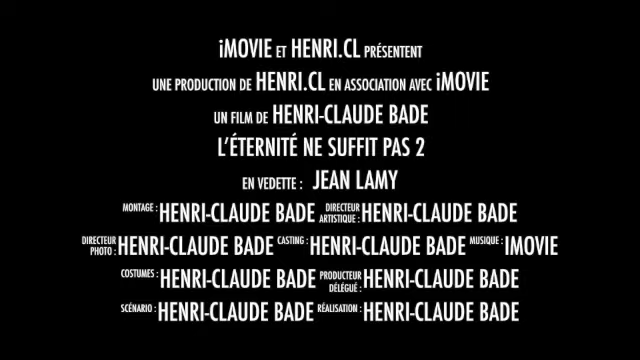 iMOVIE ET HENRI.CL PRÉSENTENT
UNE PRODUCTION DE HENRI.CL EN ASSOCIATION AVEC iMOVIE
UN FILM DE HENRI-CLAUDE BADE
L'ÉTERNITÉ NE SUFFIT PAS 2
EN VEDETTE : JEAN LAMY
MONTAGE : HENRI-CLAUDE BADE DIRECTEUR ARTISTIQUE : HENRI-CLAUDE BADE
DIRECTEUR PHOTO : HENRI-CLAUDE BADE CASTING : HENRI-CLAUDE BADE MUSIQUE : IMOVIE
COSTUMES : HENRI-CLAUDE BADE PRODUCTEUR DÉLÉGUÉ : HENRI-CLAUDE BADE
SCÉNARIO : HENRI-CLAUDE BADE RÉALISATION : HENRI-CLAUDE BADE